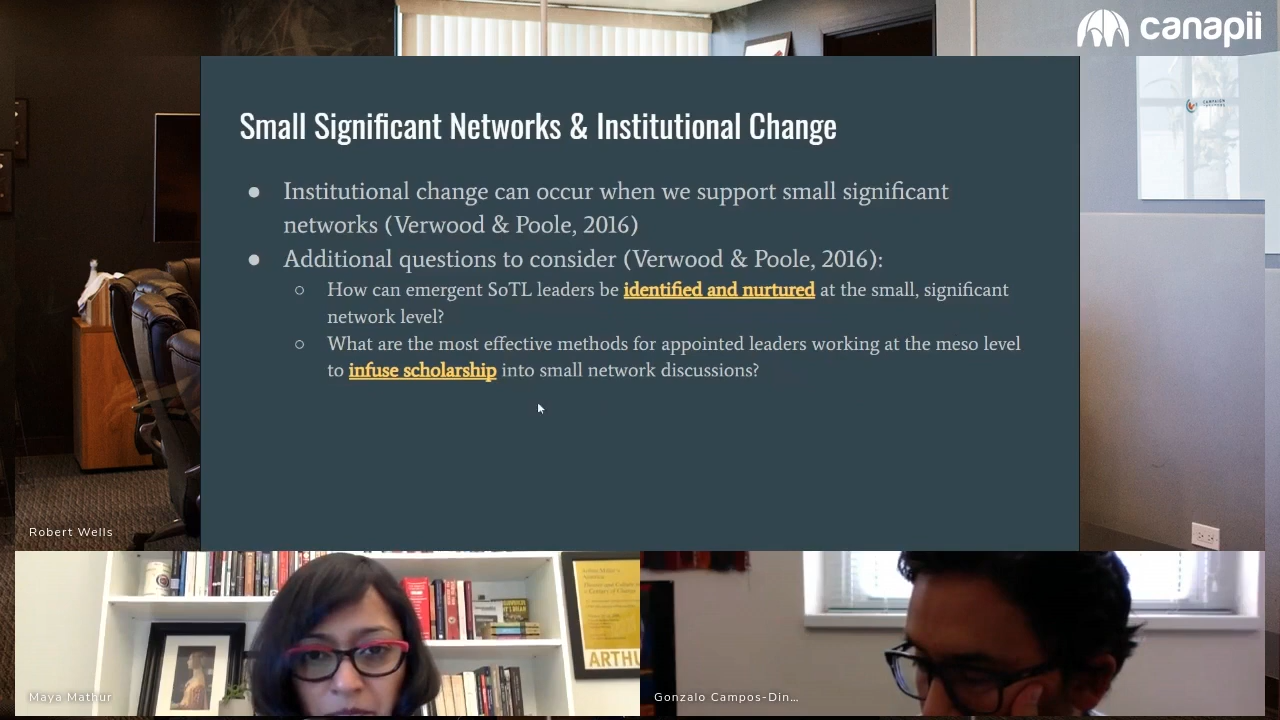 canapii
Small Significant Networks & Institutional Change
● Institutional change can occur when we support small significant
networks (Verwood & Poole, 2016)
● Additional questions to consider (Verwood & Poole, 2016):
○ How can emergent SoTL leaders be identified and nurtured at the small, significant
network level?
○ What are the most effective methods for appointed leaders working at the meso level
to infuse scholarship into small network discussions?
Robert Wells
ARTHU
Maya Mathur
Gonzalo Campos-Din…